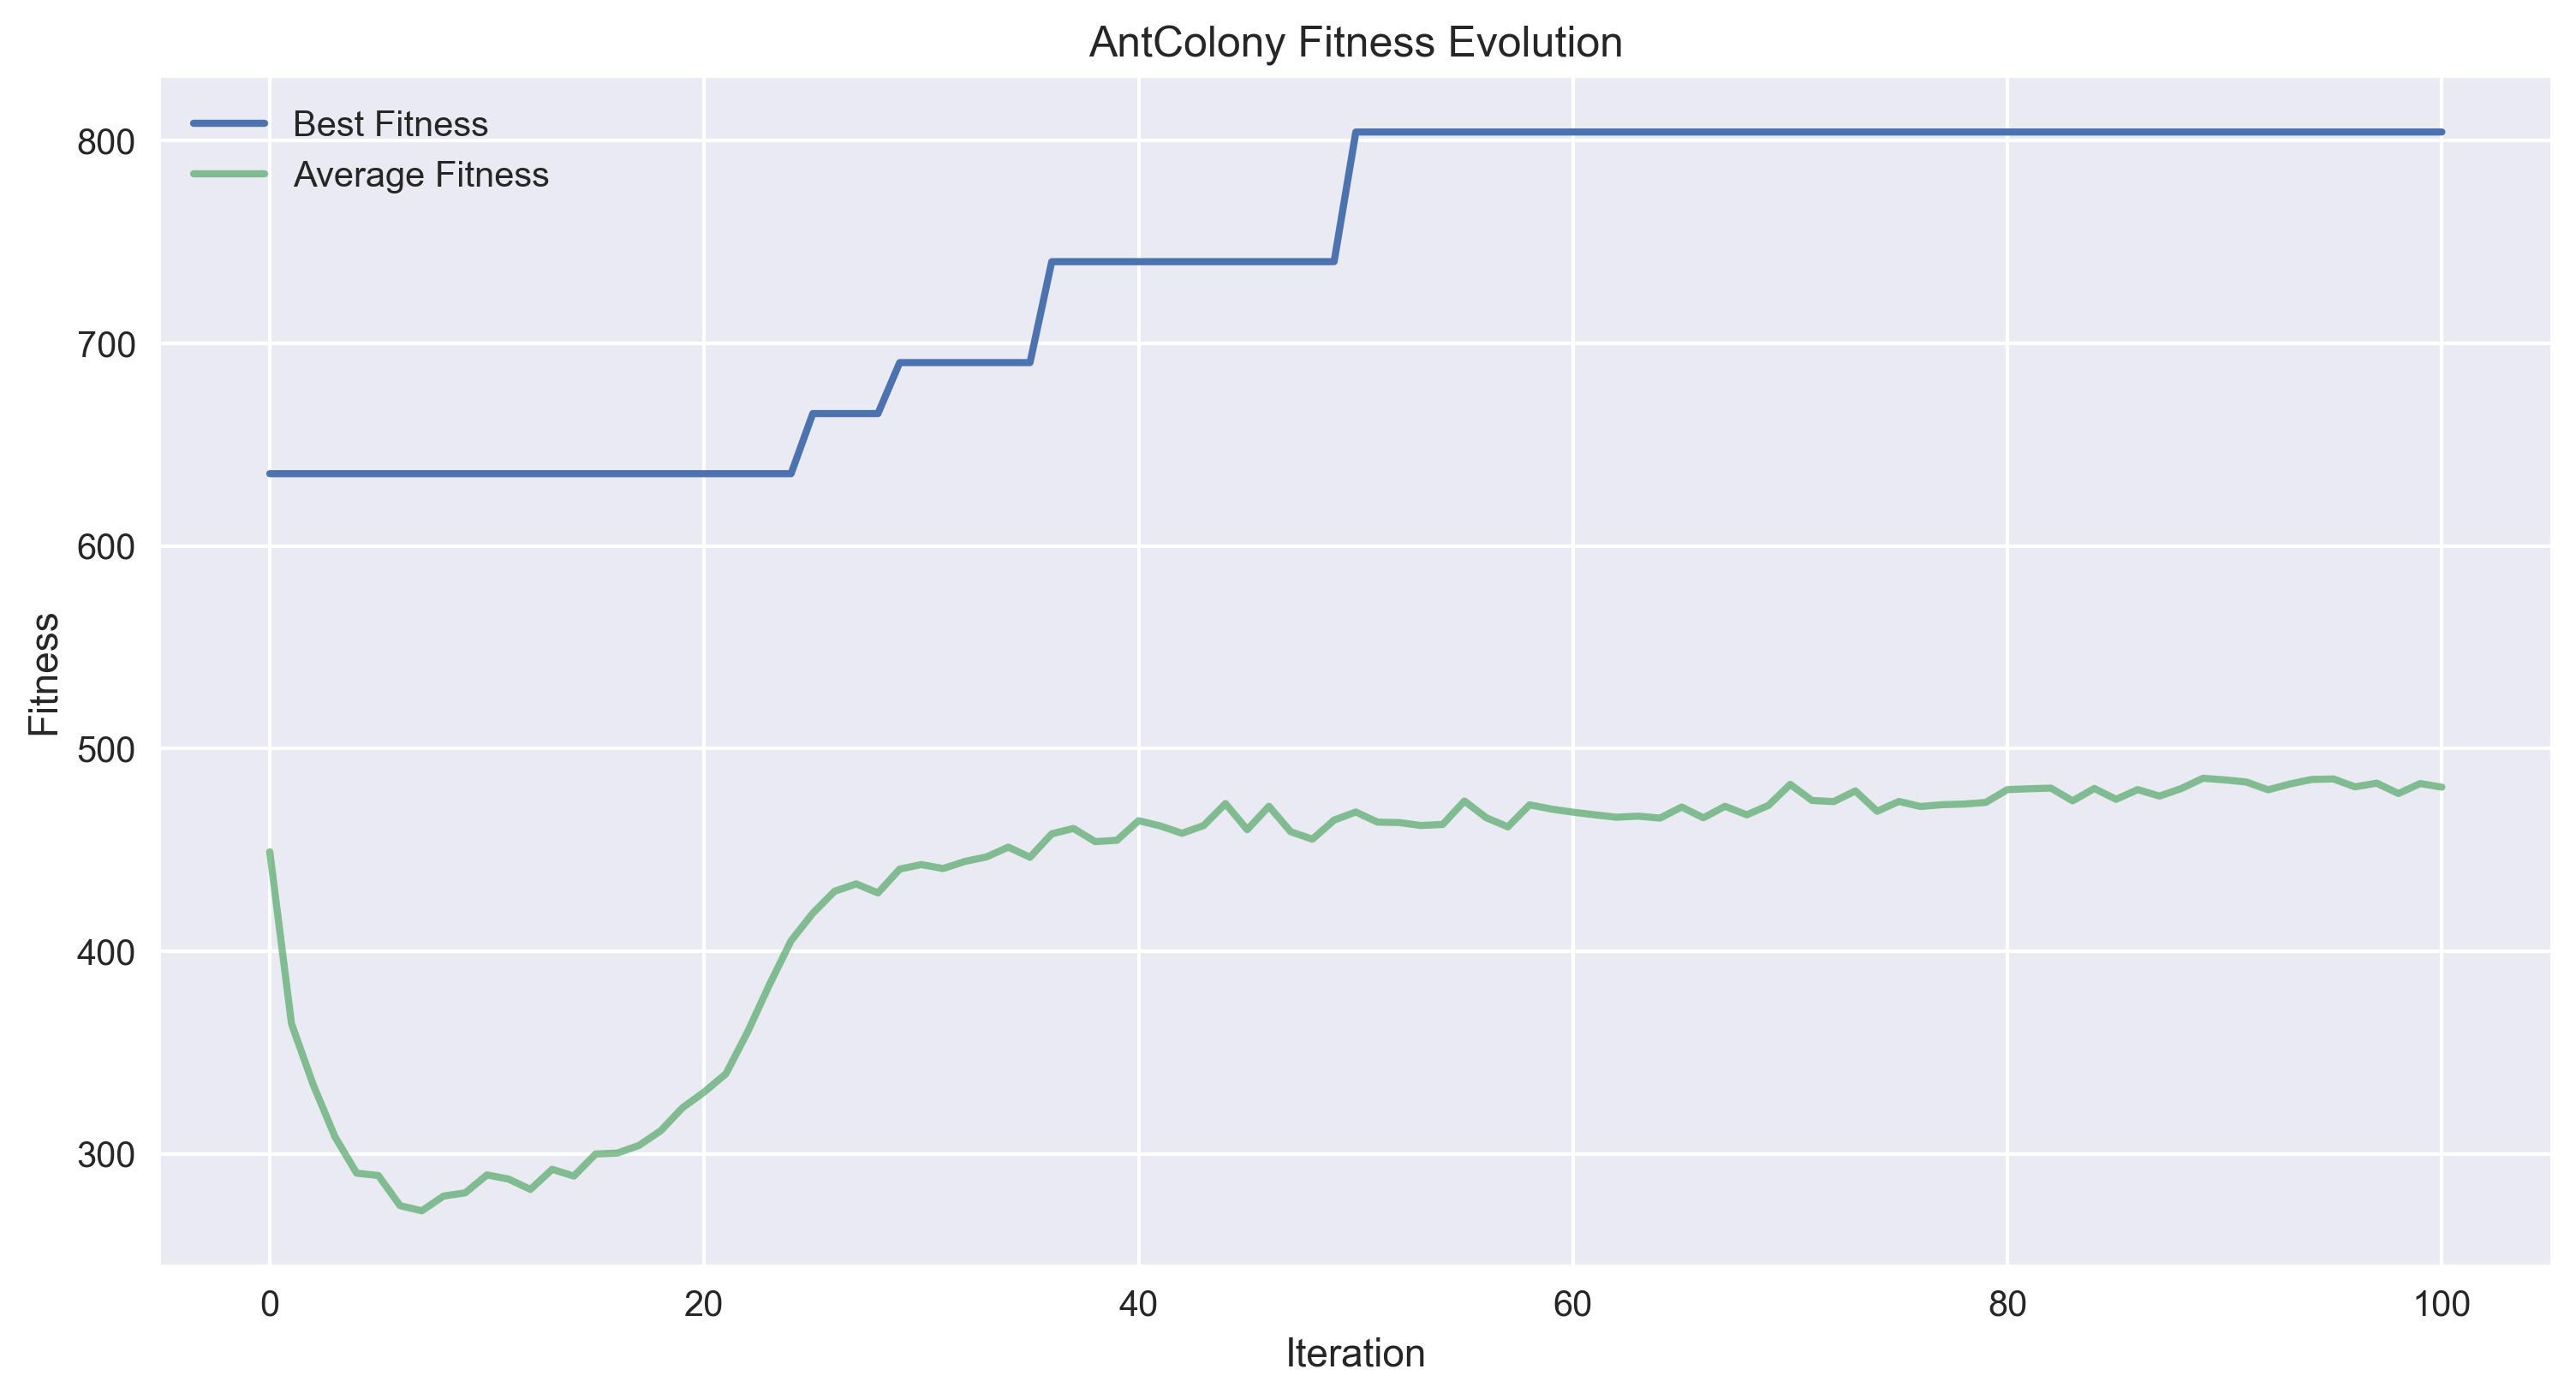 AntColony Fitness Evolution
Best Fitness
Average Fitness
800
700
600
500
400
300
Fitness
0 20 40 60 80 100
Iteration